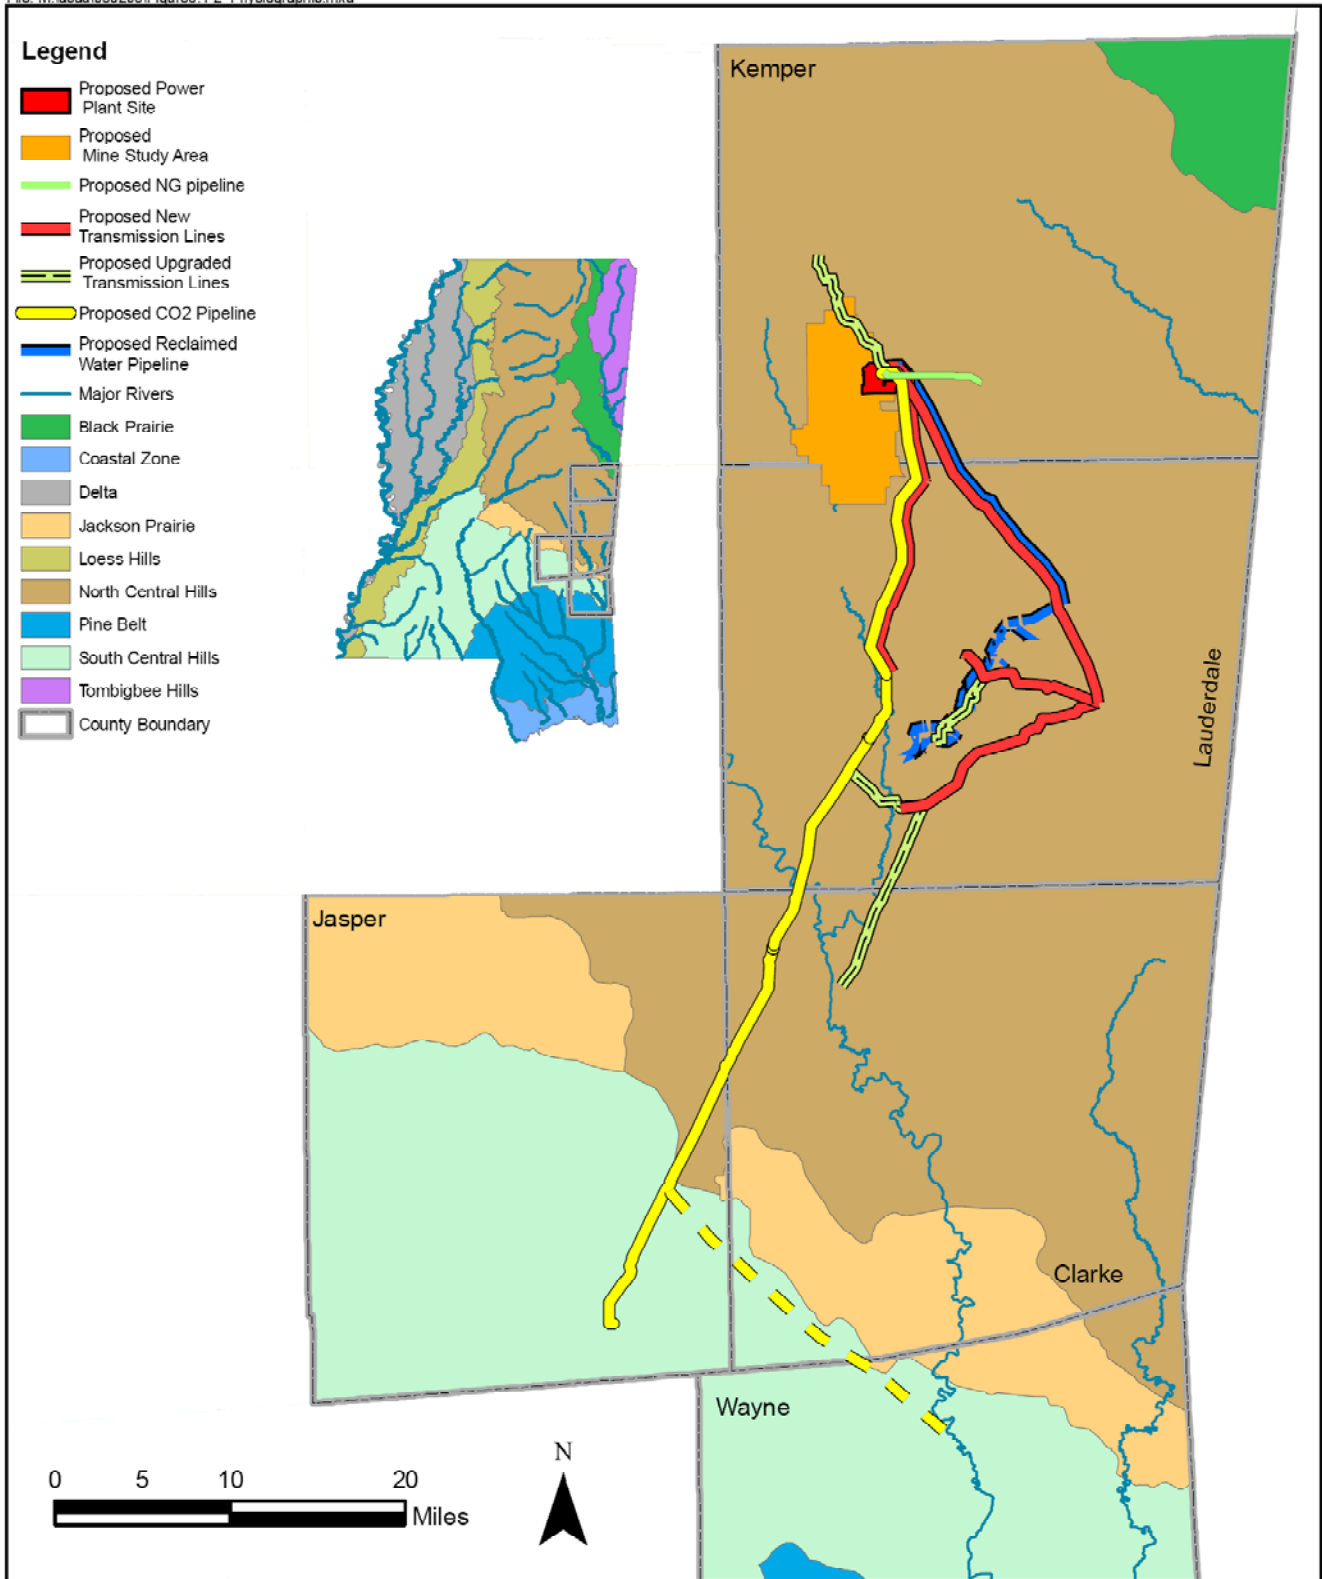 Legend
Proposed Power
Plant Site
Proposed
Mine Study Area
Proposed NG pipeline
Proposed New
Transmission Lines
Proposed Upgraded
Transmission Lines
Proposed CO2 Pipeline
Proposed Reclaimed
Water Pipeline
Major Rivers
Black Prairie
Coastal Zone
Delta
Jackson Prairie
Loess Hills
North Central Hills
Pine Belt
South Central Hills
Tombigbee Hills
County Boundary
Kemper
Lauderdale
Jasper
Clarke
Wayne
N
0 5 10 20
Miles